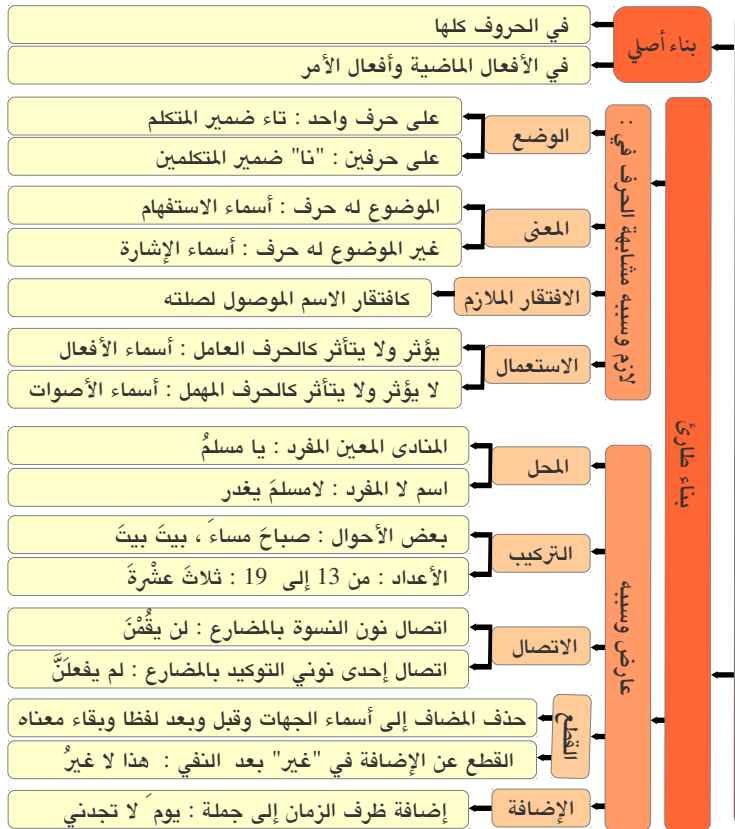 بناء أصلي
في الحروف كلها
في الأفعال الماضية وأفعال الأمر
بناء طارئ
لازم وسببه مشابهة الحرف في :
الوضع
على حرف واحد : تاء ضمير المتكلم
على حرفين : "نا" ضمير المتكلمين
المعنى
الموضوع له حرف : أسماء الاستفهام
غير الموضوع له حرف : أسماء الإشارة
الافتقار الملازم
كافتقار الاسم الموصول لصلته
الاستعمال
يؤثر ولا يتأثر كالحرف العامل : أسماء الأفعال
لا يؤثر ولا يتأثر كالحرف المهمل : أسماء الأصوات
عارض وسببه
المحل
المنادى المعين المفرد : يا مسلمُ
اسم لا المفرد : لامسلمَ يغدر
التركيب
بعض الأحوال : صباحَ مساءَ ، بيتَ بيتَ
الأعداد : من 13 إلى 19 : ثلاثَ عشْرةَ
الاتصال
اتصال نون النسوة بالمضارع : لن يقُمْنَ
اتصال إحدى نوني التوكيد بالمضارع : لم يفعلَنَّ
القطع
حذف المضاف إلى أسماء الجهات وقبل وبعد لفظا وبقاء معناه
القطع عن الإضافة في "غير" بعد النفي : هذا لا غيرُ
الإضافة
إضافة ظرف الزمان إلى جملة : يومَ لا تجدني